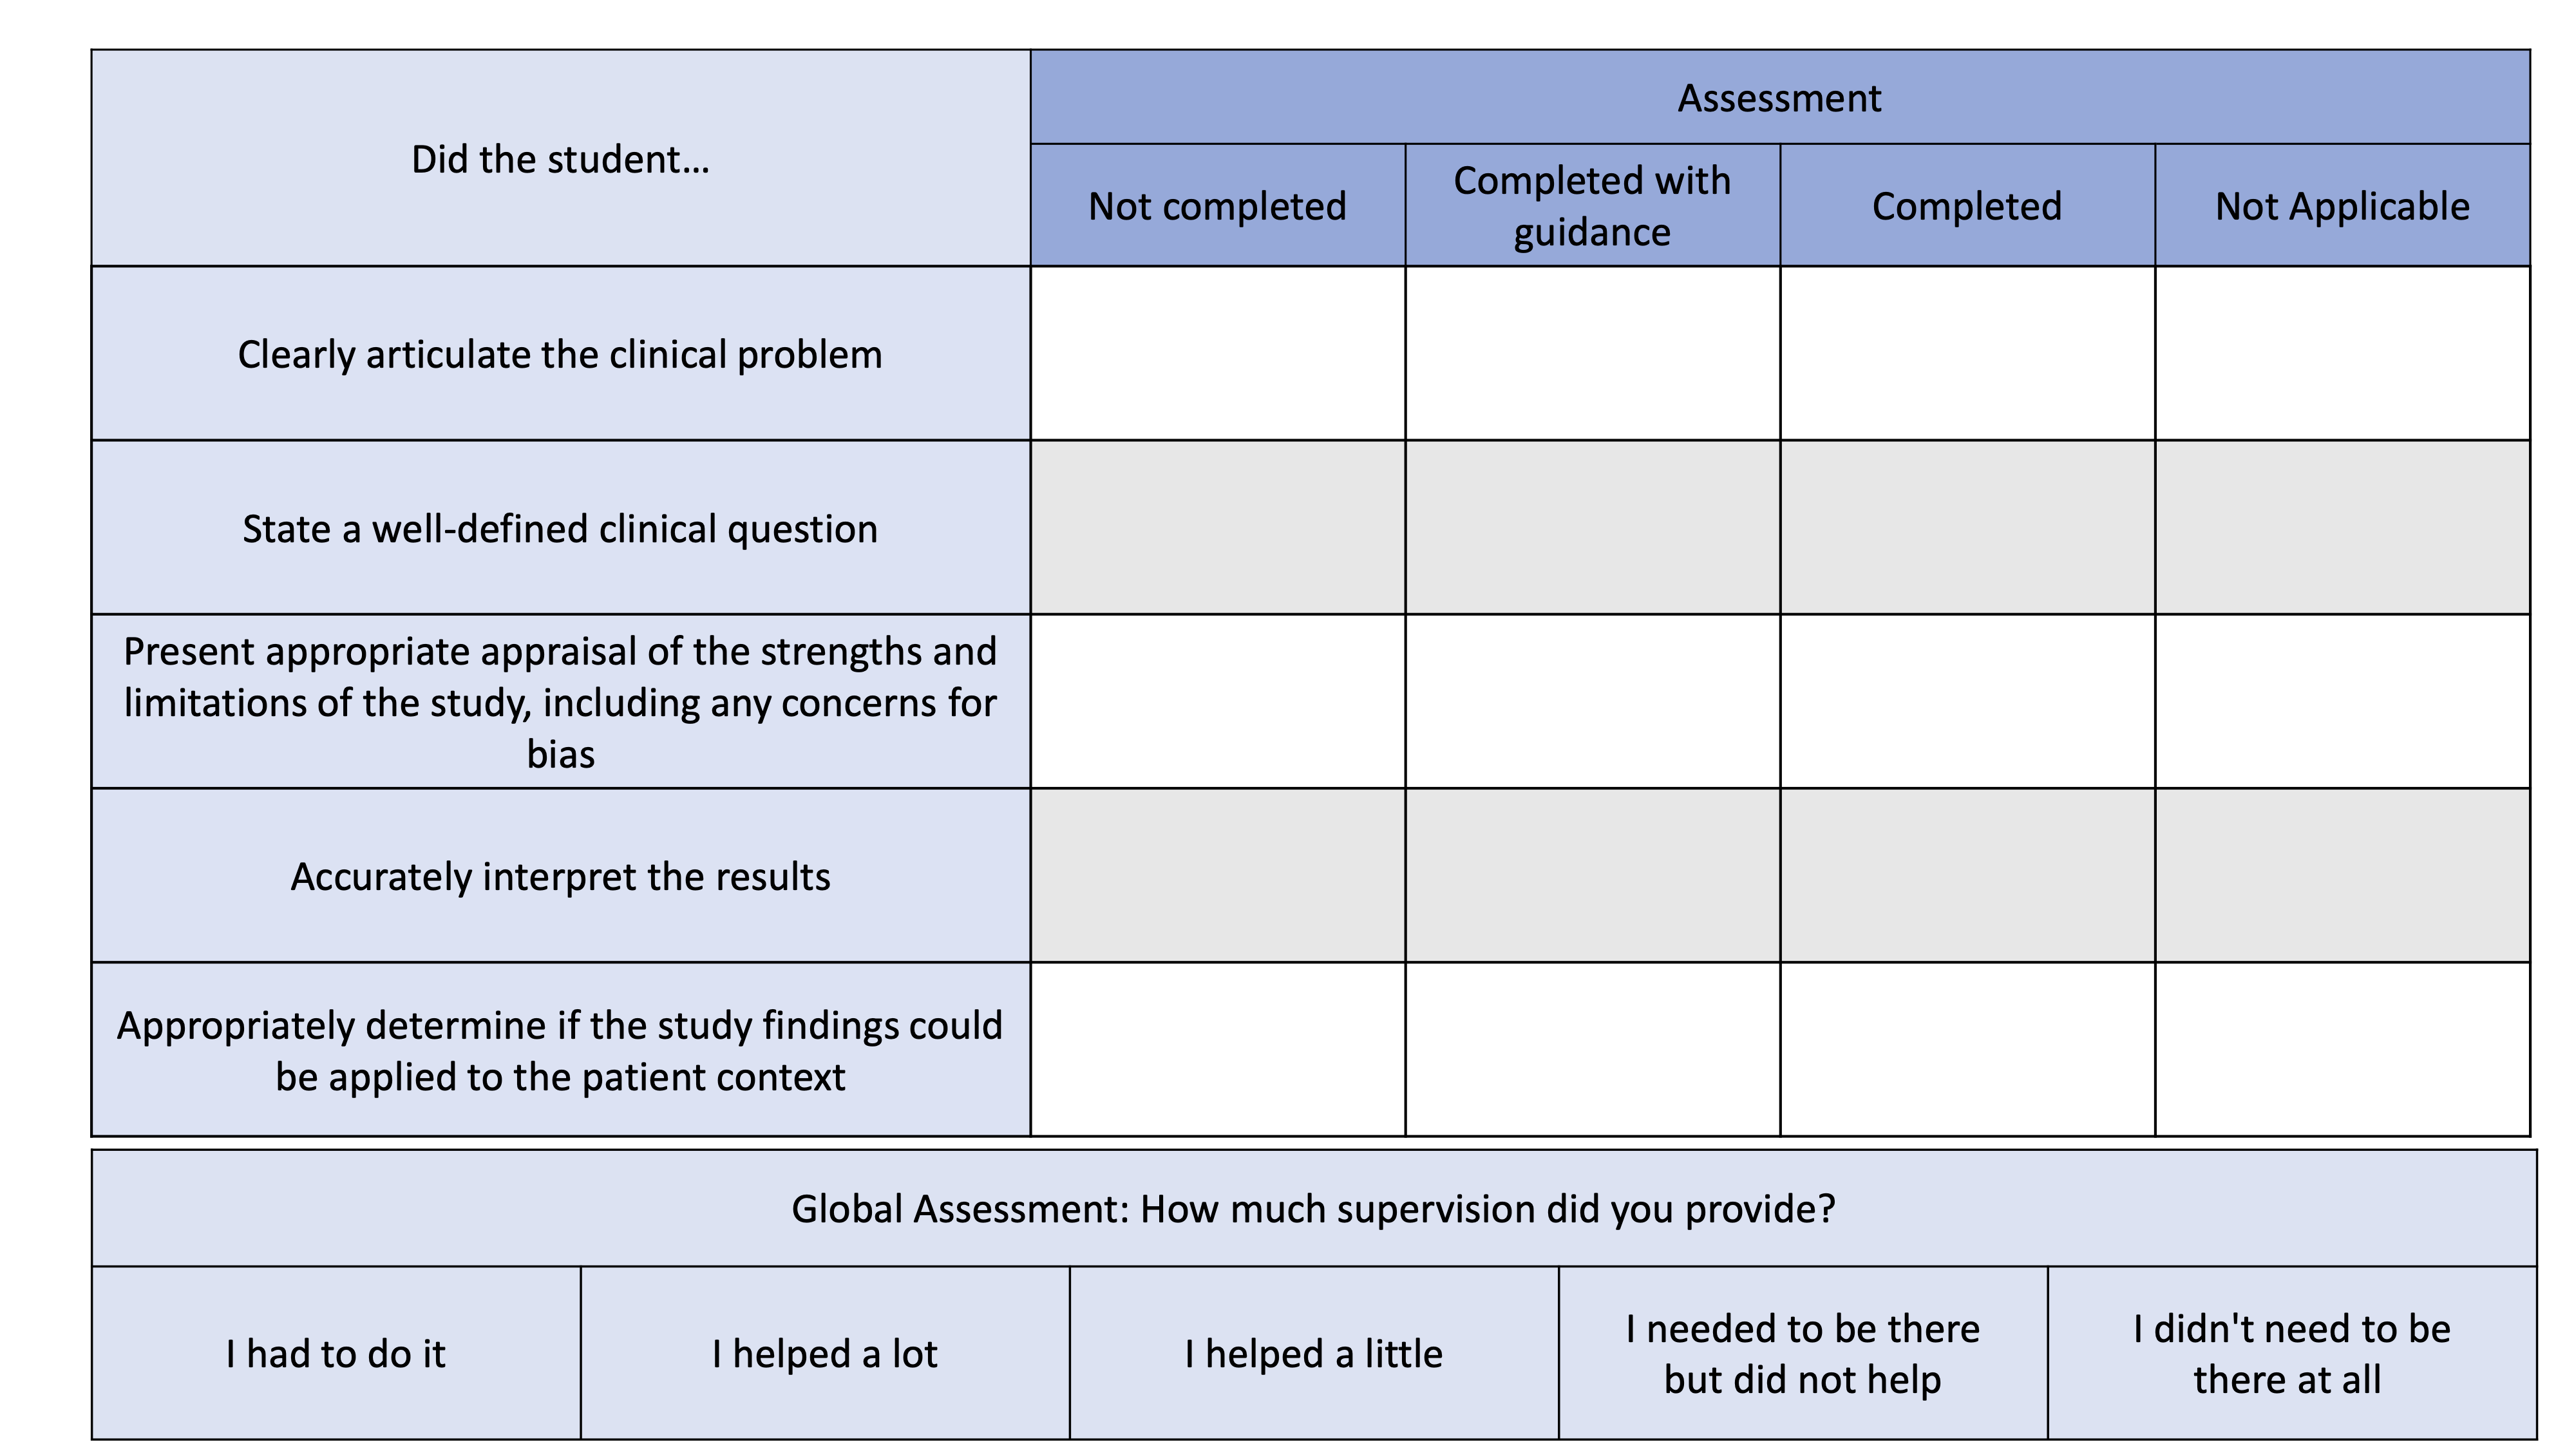 Did the student...
Assessment
Not completed
Completed with
guidance
Completed
Not Applicable
Clearly articulate the clinical problem
State a well-defined clinical question
Present appropriate appraisal of the strengths and
limitations of the study, including any concerns for
bias
Accurately interpret the results
Appropriately determine if the study findings could
be applied to the patient context
Global Assessment: How much supervision did you provide?
I had to do it
I helped a lot
I helped a little
I needed to be there
but did not help
I didn't need to be
there at all